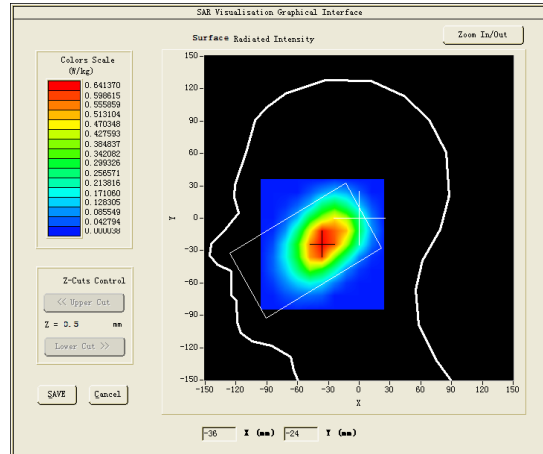 SAR Visualisation Graphical Interface
Surface Radiated Intensity
Zoom In/Out
Colors Scale
(W/kg)
0.641370
0.598615
0.555859
0.513104
0.470348
0.427593
0.384837
0.342082
0.299326
0.256571
0.213816
0.171060
0.128305
0.085549
0.042794
0.000038
Z-Cuts Control
<< Upper Cut
Z = 0.5 mm
Lower Cut >>
SAVE
Cancel
150
120
90
60
30
0
-30
-60
-90
-120
-150
Y
-150 -120 -90 -60 -30 0 30 60 90 120 150
X
-36 X (mm) -24 Y (mm)